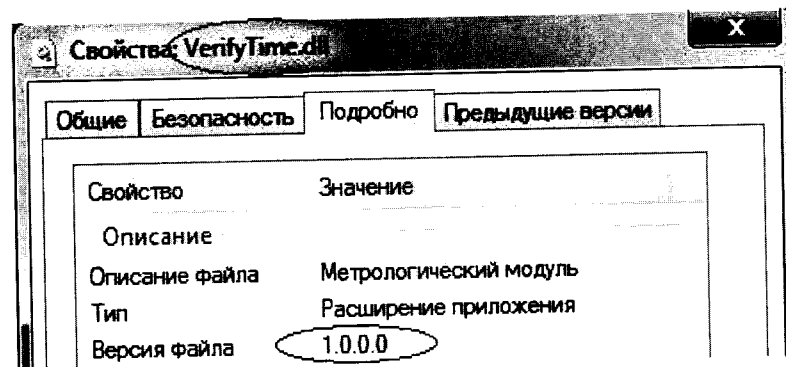 Свойства: VerifyTime.dll
Общие Безопасность Подробно Предыдущие версии
Свойство Значение
Описание
Описание файла Метрологический модуль
Тип Расширение приложения
Версия файла 1.0.0.0